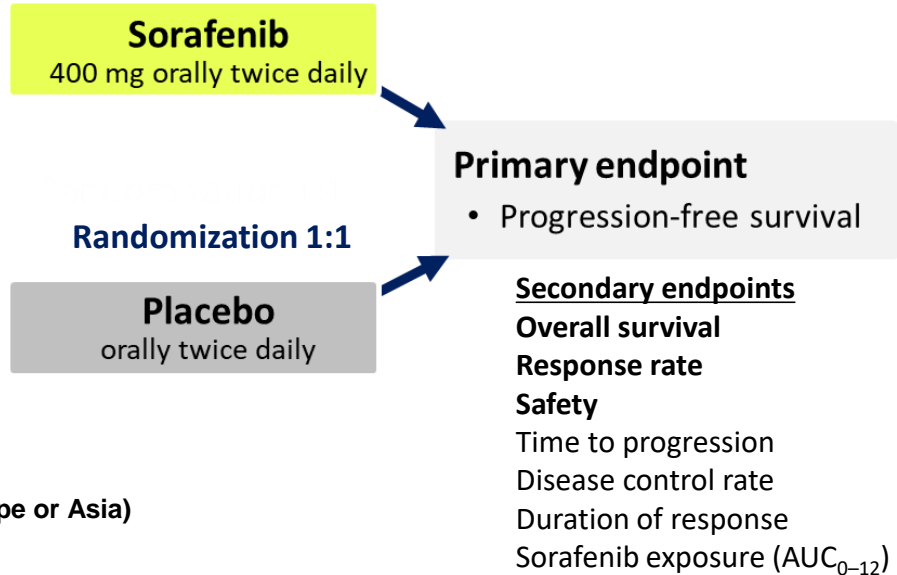 Sorafenib
400 mg orally twice daily
Primary endpoint
• Progression-free survival
Randomization 1:1
Placebo
orally twice daily
Secondary endpoints
Overall survival
Response rate
Safety
Time to progression
Disease control rate
Duration of response
Sorafenib exposure (AUC₀₋₁₂)
pe or Asia)